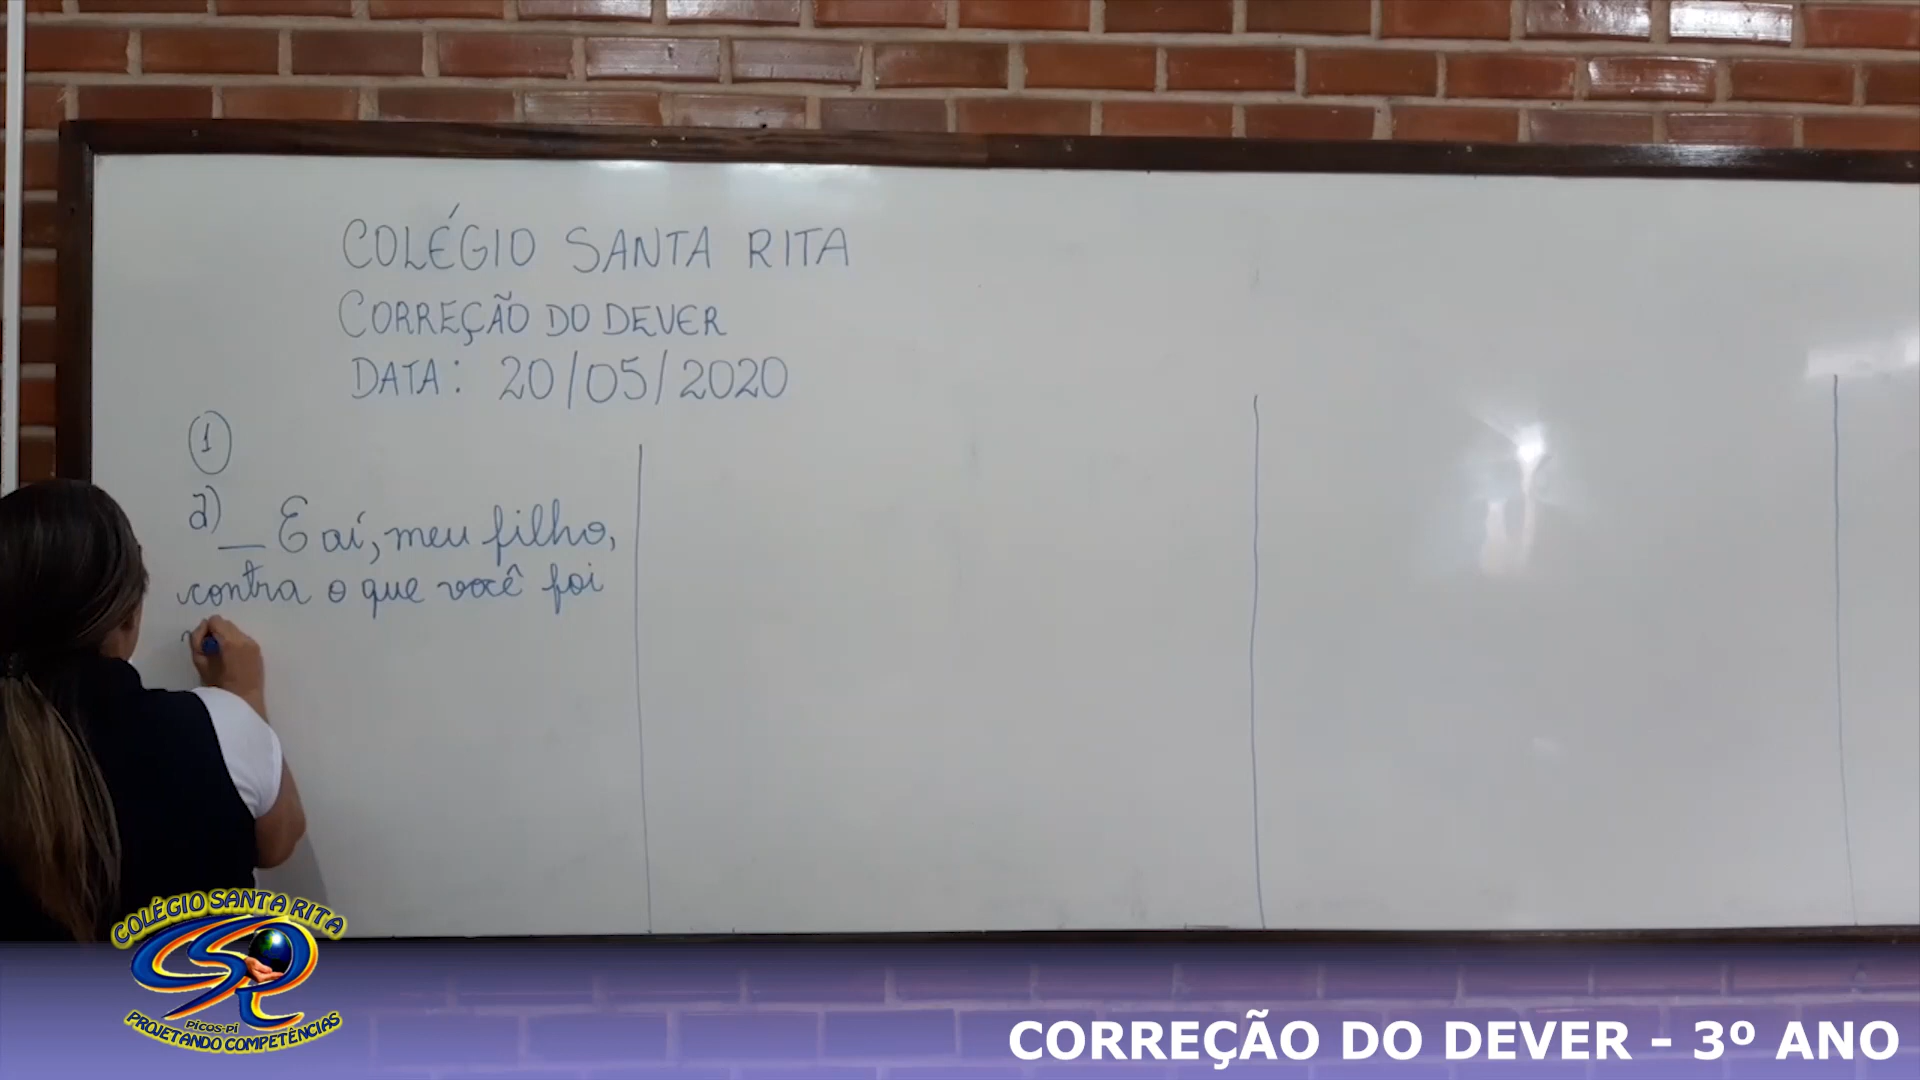 COLÉGIO SANTA RITA
CORREÇÃO DO DEVER
DATA: 20/05/2020
1
a)
— E aí, meu filho,
contra o que você foi
COLÉGIO SANTA RITA
PICOS-PI
PROJETANDO COMPETÊNCIAS
CORREÇÃO DO DEVER - 3º ANO